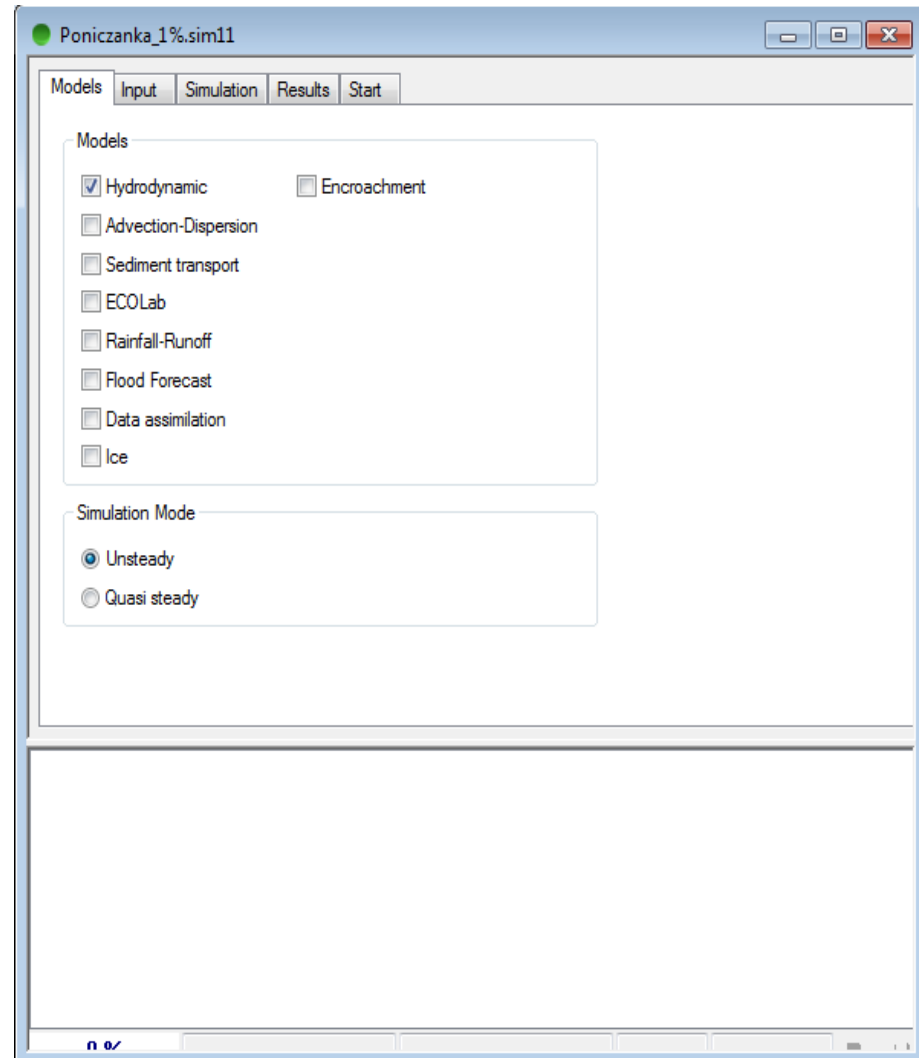 Poniczanka_1%.sim11
Models Input Simulation Results Start
Models
Hydrodynamic Encroachment
Advection-Dispersion
Sediment transport
ECOLab
Rainfall-Runoff
Flood Forecast
Data assimilation
Ice
Simulation Mode
Unsteady
Quasi steady
0 %